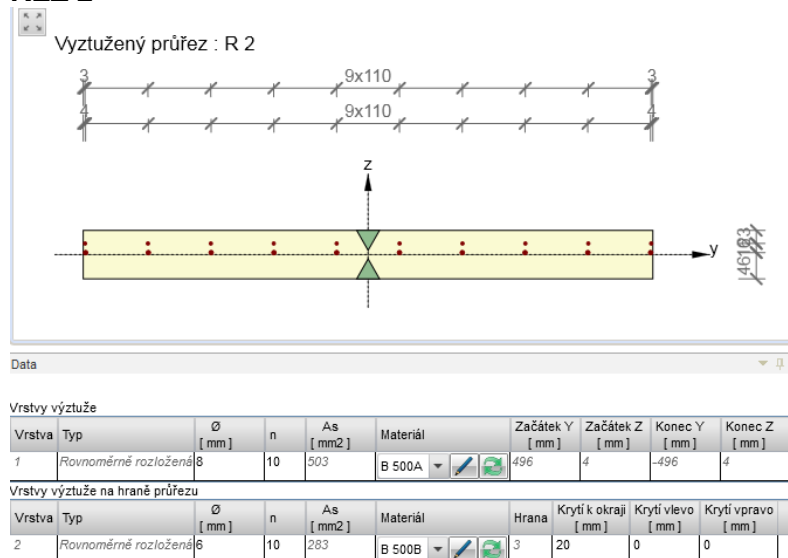 Vyztužený průřez : R 2
3 9x110 3
4 9x110 4
z
y
Data
Vrstvy výztuže
Vrstva Typ Ø [ mm ] n As [ mm2 ] Materiál Začátek Y [ mm ] Začátek Z [ mm ] Konec Y [ mm ] Konec Z [ mm ]
1 Rovnoměrně rozložená 8 10 503 B 500A 496 4 -496 4
Vrstvy výztuže na hraně průřezu
Vrstva Typ Ø [ mm ] n As [ mm2 ] Materiál Hrana Krytí k okraji [ mm ] Krytí vlevo [ mm ] Krytí vpravo [ mm ]
2 Rovnoměrně rozložená 6 10 283 B 500B 3 20 0 0